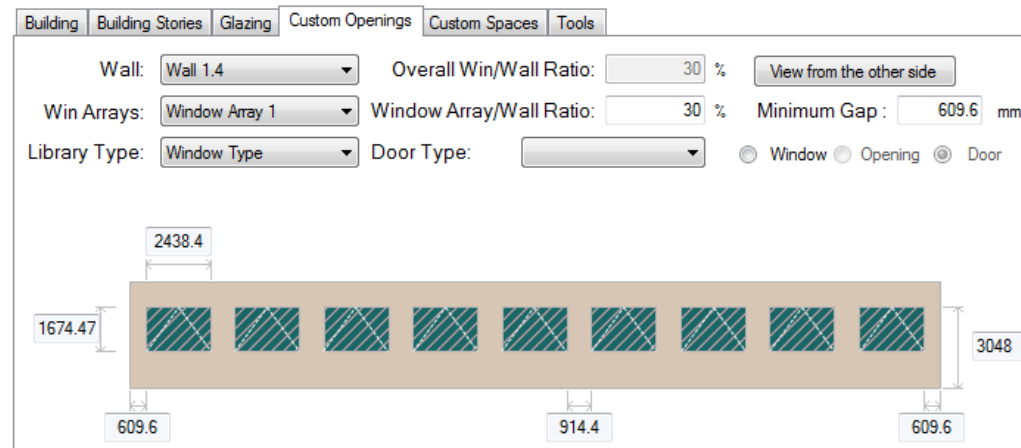 Building Building Stories Glazing Custom Openings Custom Spaces Tools
Wall: Wall 1.4 Overall Win/Wall Ratio: 30 % View from the other side
Win Arrays: Window Array 1 Window Array/Wall Ratio: 30 % Minimum Gap : 609.6 mm
Library Type: Window Type Door Type: Window Opening Door
2438.4
1674.47
3048
609.6 914.4 609.6